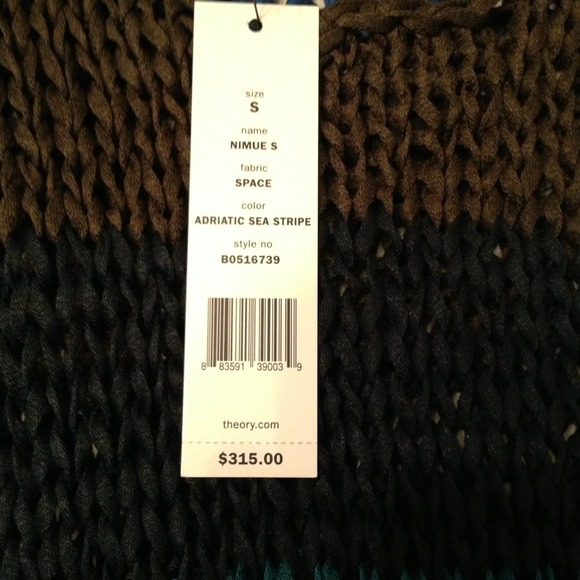 size
S
name
NIMUE S
fabric
SPACE
color
ADRIATIC SEA STRIPE
style no
B0516739
8 83591 39003 9
theory.com
$315.00